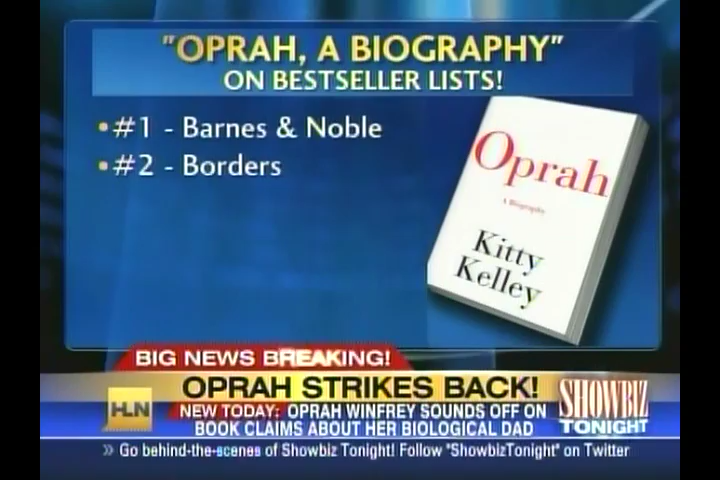 "OPRAH, A BIOGRAPHY"
ON BESTSELLER LISTS!
• #1 - Barnes & Noble
• #2 - Borders
Oprah
A Biography
Kitty
Kelley
BIG NEWS BREAKING!
OPRAH STRIKES BACK!
HLN
NEW TODAY: OPRAH WINFREY SOUNDS OFF ON
BOOK CLAIMS ABOUT HER BIOLOGICAL DAD
SHOWBIZ
TONIGHT
» Go behind-the-scenes of Showbiz Tonight! Follow "ShowbizTonight" on Twitter